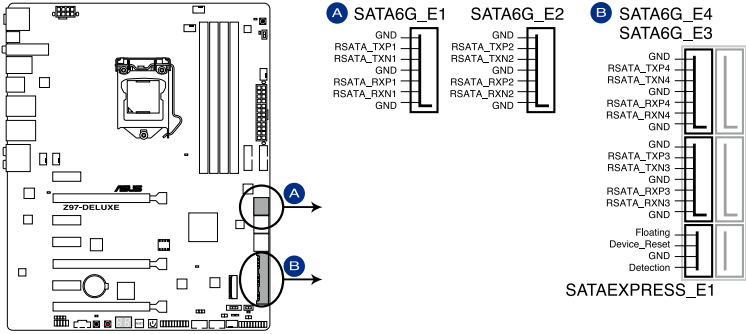 A SATA6G_E1
GND
RSATA_TXP1
RSATA_TXN1
GND
RSATA_RXP1
RSATA_RXN1
GND
SATA6G_E2
GND
RSATA_TXP2
RSATA_TXN2
GND
RSATA_RXP2
RSATA_RXN2
GND
B SATA6G_E4
SATA6G_E3
GND
RSATA_TXP4
RSATA_TXN4
GND
RSATA_RXP4
RSATA_RXN4
GND
GND
RSATA_TXP3
RSATA_TXN3
GND
RSATA_RXP3
RSATA_RXN3
GND
Floating
Device_Reset
GND
Detection
SATAEXPRESS_E1
/SUS
Z97-DELUXE
A
B